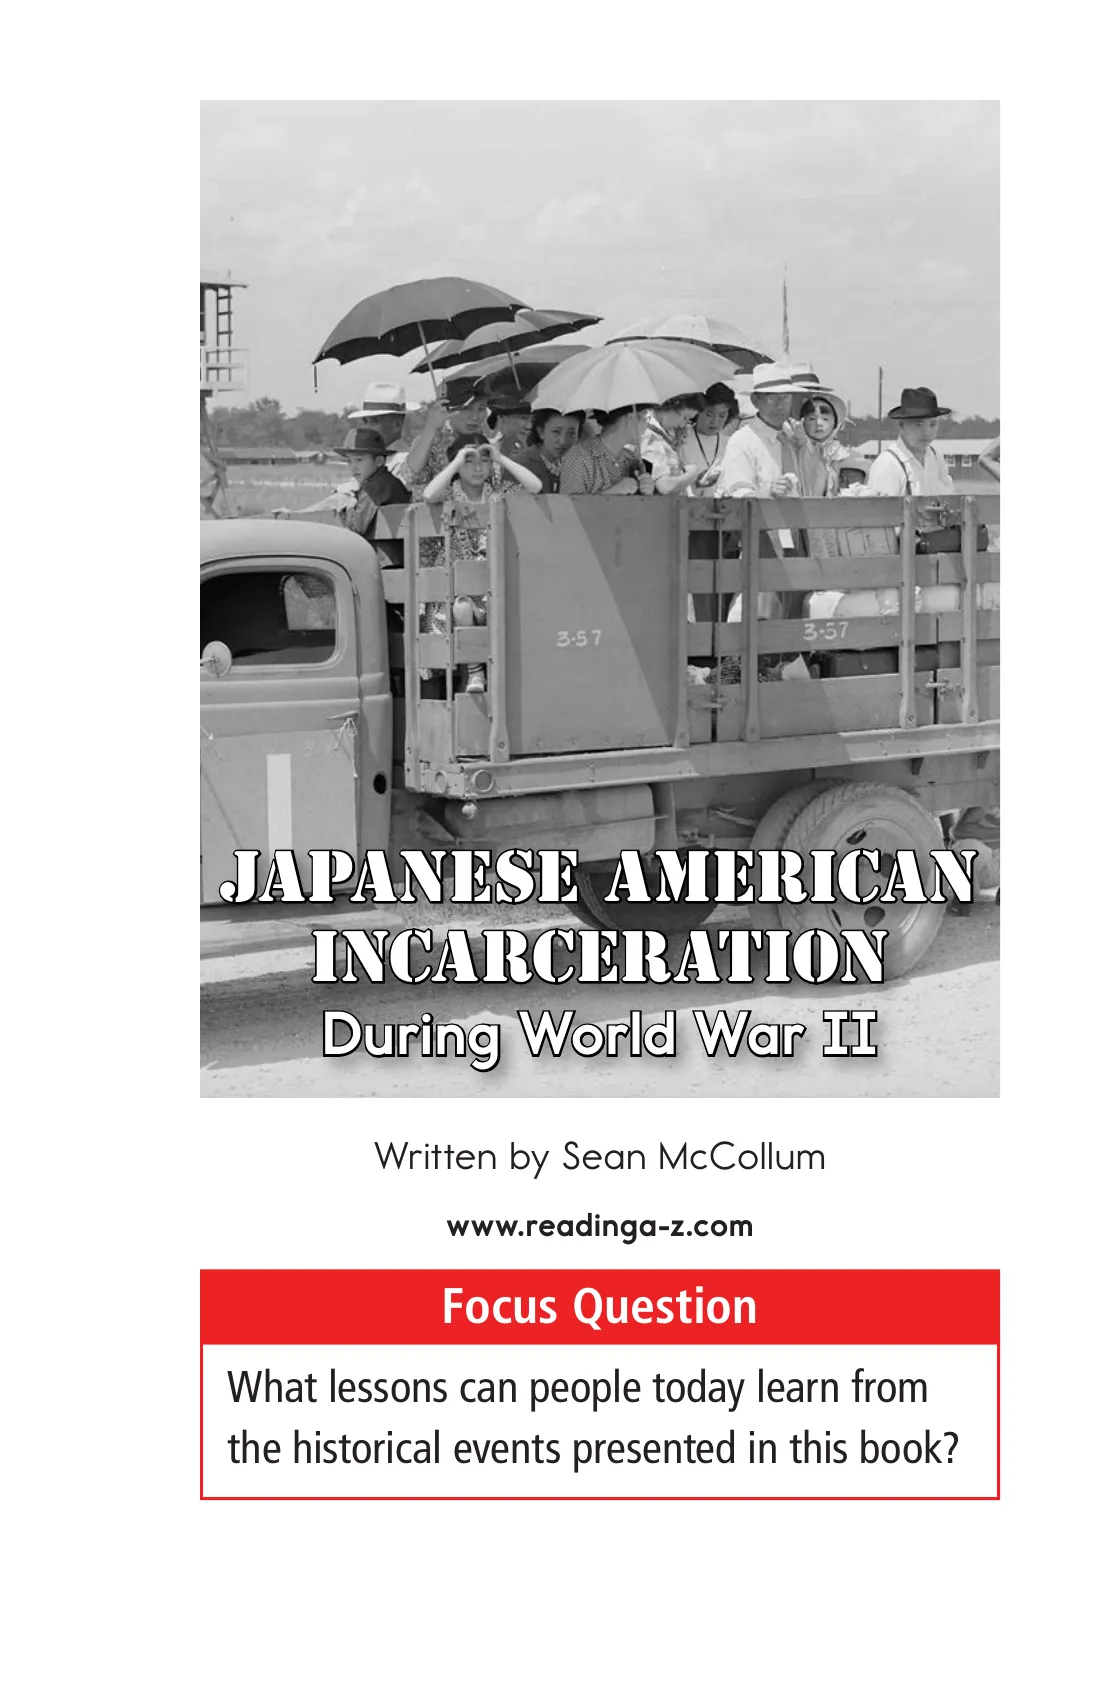 3-57
3-57
JAPANESE AMERICAN
INCARCERATION
During World War II
Written by Sean McCollum
www.readinga-z.com
Focus Question
What lessons can people today learn from
the historical events presented in this book?